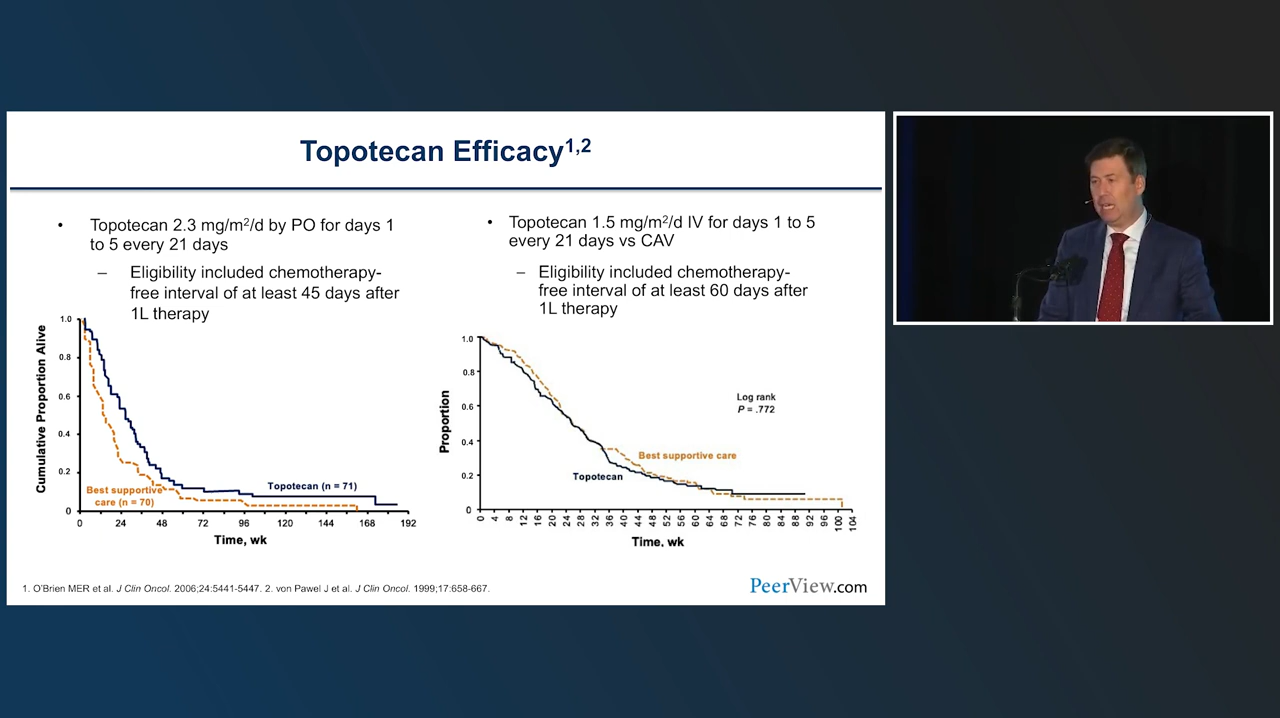 Topotecan Efficacy1,2
• Topotecan 2.3 mg/m2/d by PO for days 1
to 5 every 21 days
– Eligibility included chemotherapy-
free interval of at least 45 days after
1L therapy
Cumulative Proportion Alive
1.0
0.8
0.6
0.4
0.2
0
Best supportive
care (n = 70)
Topotecan (n = 71)
0 24 48 72 96 120 144 168 192
Time, wk
• Topotecan 1.5 mg/m2/d IV for days 1 to 5
every 21 days vs CAV
– Eligibility included chemotherapy-
free interval of at least 60 days after
1L therapy
Proportion
1.0
0.8
0.6
0.4
0.2
0
Log rank
P = .772
Best supportive care
Topotecan
0 4 8 12 16 20 24 28 32 36 40 44 48 52 56 60 64 68 72 76 80 84 88 92 96 100 104
Time, wk
1. O'Brien MER et al. J Clin Oncol. 2006;24:5441-5447. 2. von Pawel J et al. J Clin Oncol. 1999;17:658-667.
PeerView.com